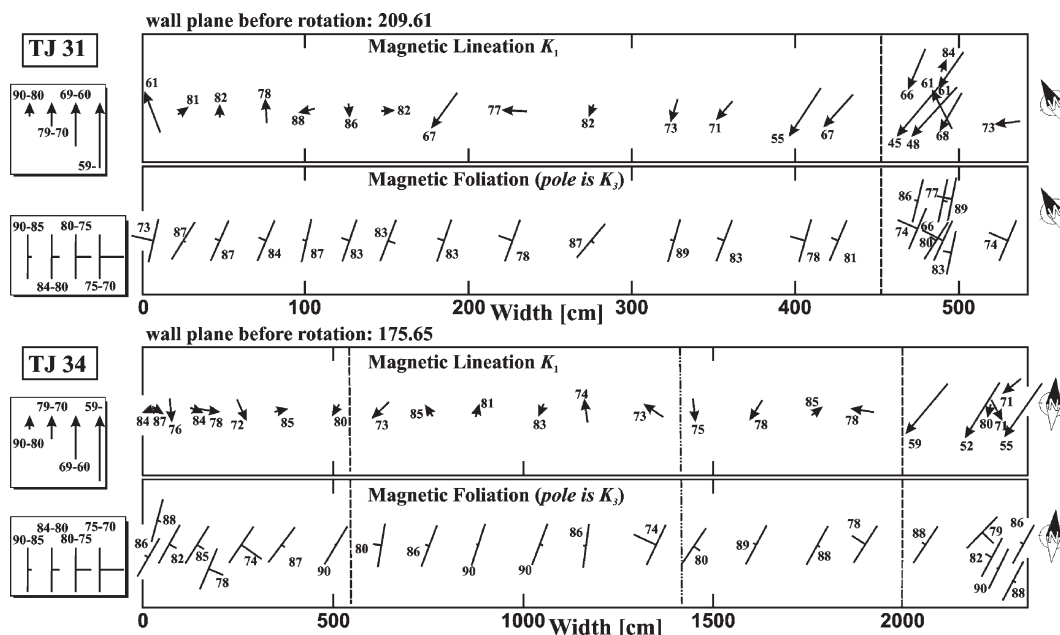 wall plane before rotation: 209.61
TJ 31
Magnetic Lineation K1
90-80 69-60
79-70
59-
61 81 82 78 88 86 82 67 77 82 73 71 55 67 66 84 61 61 45 48 68 73
Magnetic Foliation (pole is K3)
90-85 80-75
84-80 75-70
73 87 87 84 87 83 83 83 78 87 89 83 78 81 86 77 89 74 66 80 83 74
0 100 200 300 400 500
Width [cm]
wall plane before rotation: 175.65
TJ 34
Magnetic Lineation K1
79-70 59-
90-80
69-60
84 87 76 84 78 72 85 80 73 85 81 83 74 73 75 78 85 78 59 52 80 71 71 55
Magnetic Foliation (pole is K3)
84-80 75-70
90-85 80-75
86 88 82 85 78 74 87 90 80 86 90 90 86 74 80 89 88 78 88 79 82 90 86 88
0 500 1000 1500 2000
Width [cm]